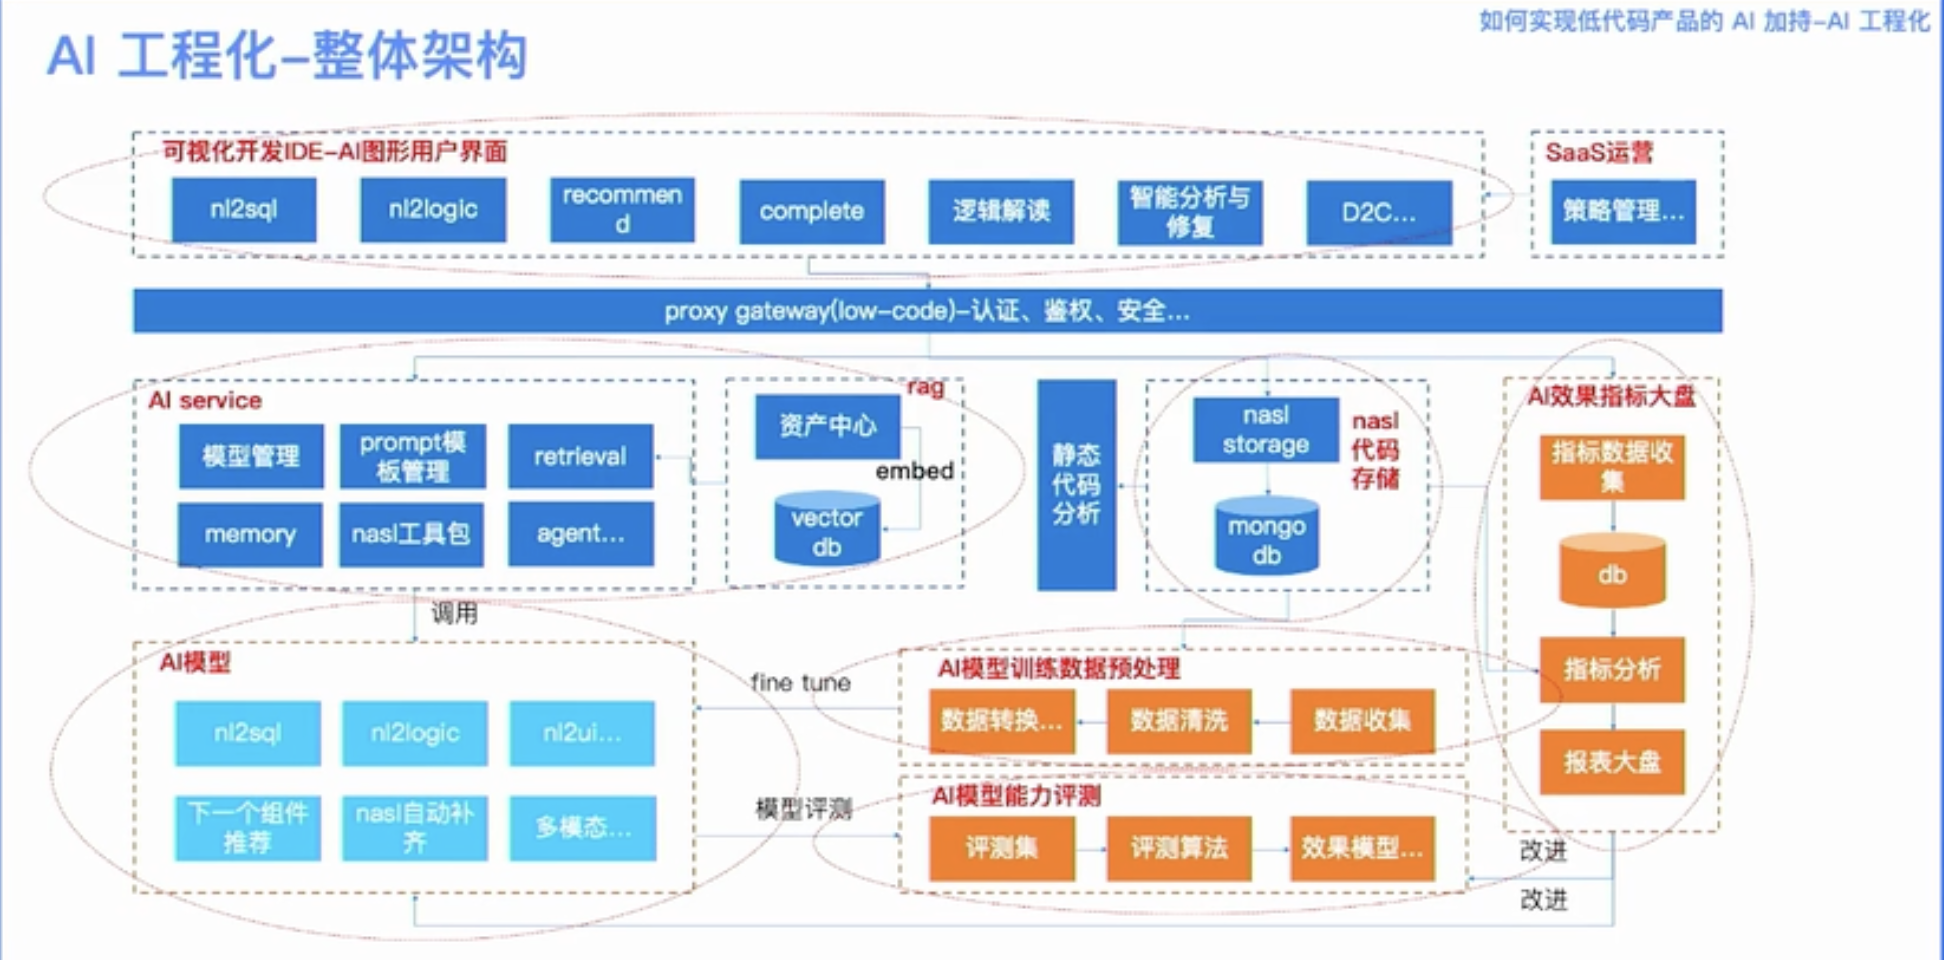 如何实现低代码产品的 AI 加持-AI 工程化
AI 工程化-整体架构
可视化开发IDE-AI图形用户界面
nl2sql
nl2logic
recommen
d
complete
逻辑解读
智能分析与
修复
D2C...
SaaS运营
策略管理...
proxy gateway(low-code)-认证、鉴权、安全...
AI service
模型管理
prompt模
板管理
retrieval
memory
nasl工具包
agent...
rag
资产中心
embed
vector
db
静态
代码
分析
nasl
storage
mongo
db
nasl
代码
存储
AI效果指标大盘
指标数据收
集
db
指标分析
报表大盘
调用
AI模型
nl2sql
nl2logic
nl2ui...
下一个组件
推荐
nasl自动补
齐
多模态...
fine tune
模型评测
AI模型训练数据预处理
数据转换...
数据清洗
数据收集
AI模型能力评测
评测集
评测算法
效果模型...
改进
改进